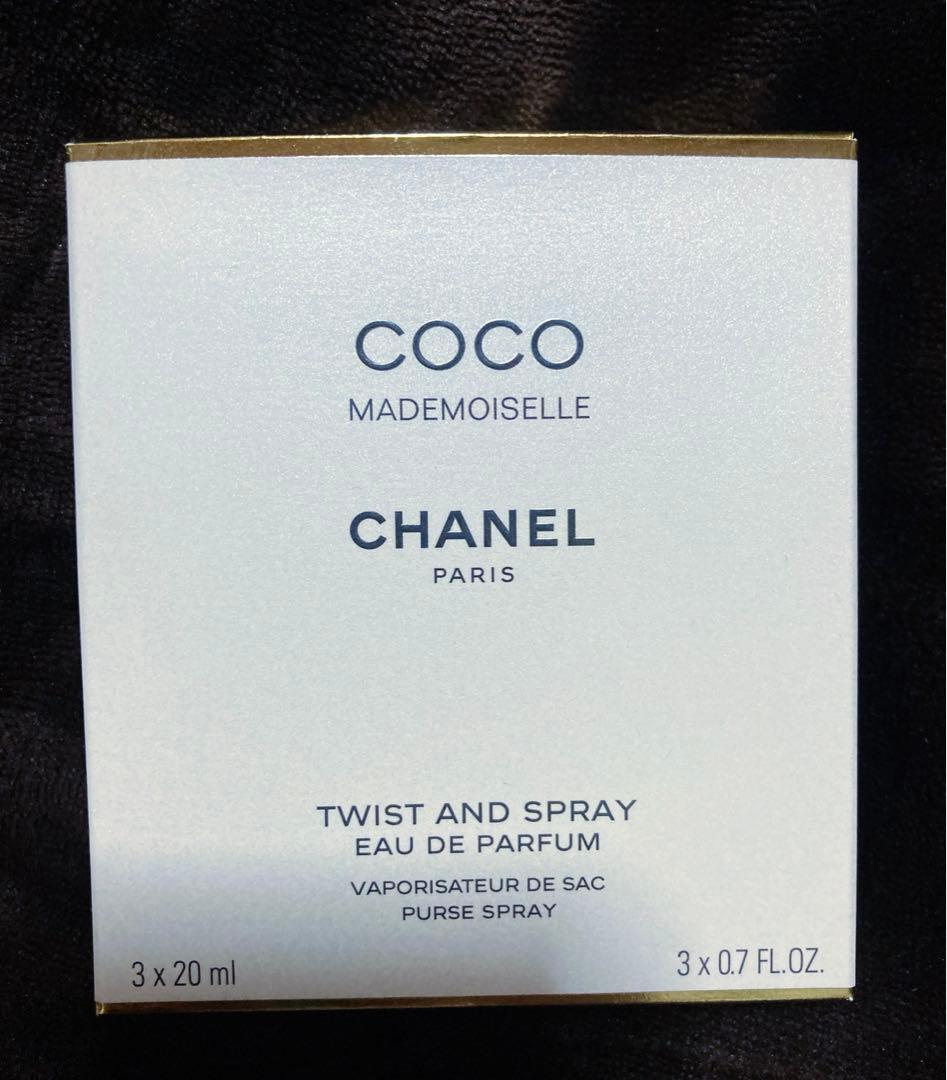 COCO
MADEMOISELLE
CHANEL
PARIS
TWIST AND SPRAY
EAU DE PARFUM
VAPORISATEUR DE SAC
PURSE SPRAY
3 x 20 ml
3 x 0.7 FL.OZ.